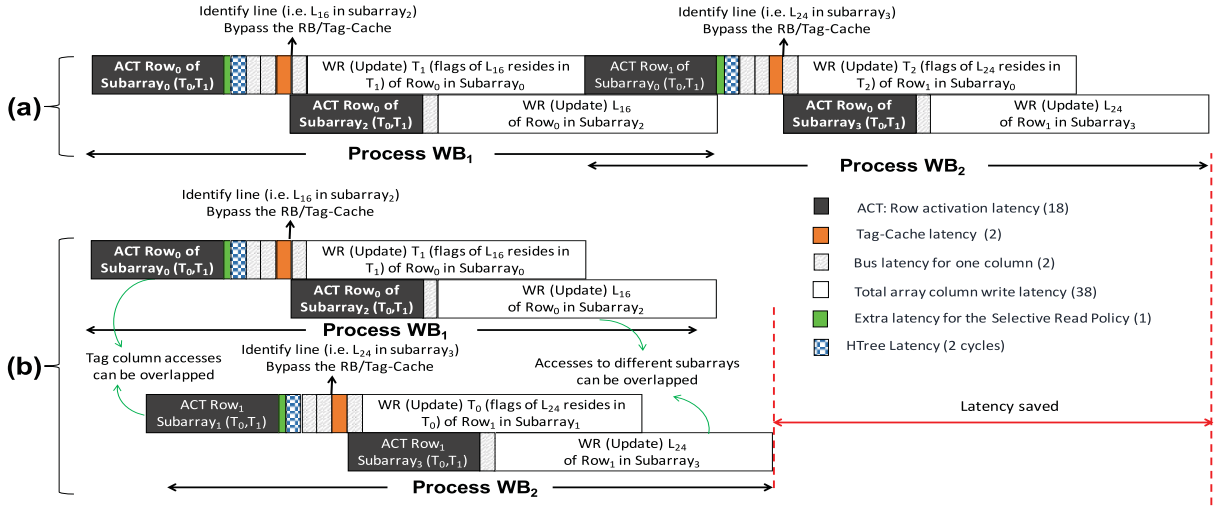 (a)
Identify line (i.e. L16 in subarray2)
Bypass the RB/Tag-Cache
Identify line (i.e. L24 in subarray3)
Bypass the RB/Tag-Cache
ACT Row0 of
Subarray0 (T0,T1)
WR (Update) T1 (flags of L16 resides in
T1) of Row0 in Subarray0
ACT Row1 of
Subarray0 (T0,T1)
WR (Update) T2 (flags of L24 resides in
T2) of Row1 in Subarray0
ACT Row0 of
Subarray2 (T0,T1)
WR (Update) L16
of Row0 in Subarray2
ACT Row0 of
Subarray3 (T0,T1)
WR (Update) L24
of Row1 in Subarray3
Process WB1
Process WB2
(b)
Identify line (i.e. L16 in subarray2)
Bypass the RB/Tag-Cache
ACT Row0 of
Subarray0 (T0,T1)
WR (Update) T1 (flags of L16 resides in
T1) of Row0 in Subarray0
ACT Row0 of
Subarray2 (T0,T1)
WR (Update) L16
of Row0 in Subarray2
Process WB1
Tag column accesses
can be overlapped
Identify line (i.e. L24 in subarray3)
Bypass the RB/Tag-Cache
Accesses to different subarrays
can be overlapped
ACT Row1
Subarray1 (T0,T1)
WR (Update) T0 (flags of L24 resides in
T0) of Row1 in Subarray1
ACT Row1
Subarray3 (T0,T1)
WR (Update) L24
of Row1 in Subarray3
Process WB2
ACT: Row activation latency (18)
Tag-Cache latency (2)
Bus latency for one column (2)
Total array column write latency (38)
Extra latency for the Selective Read Policy (1)
HTree Latency (2 cycles)
Latency saved